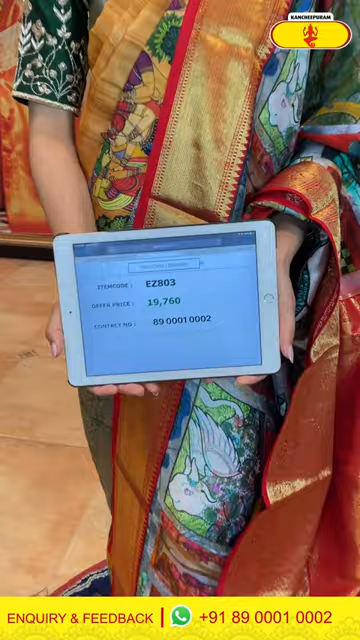 KANCHEEPURAM
ITEMCODE : EZ803
OFFER PRICE : 19,760
CONTACT NO : 89 0001 0002
ENQUIRY & FEEDBACK | +91 89 0001 0002